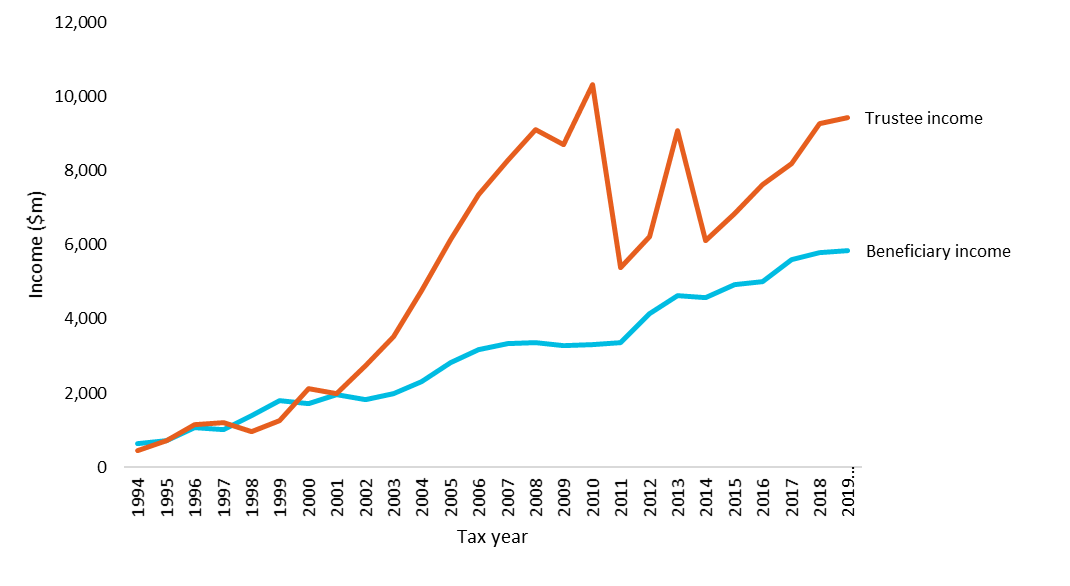 12,000
10,000
8,000
6,000
4,000
2,000
0
Income ($m)
Trustee income
Beneficiary income
1994 1995 1996 1997 1998 1999 2000 2001 2002 2003 2004 2005 2006 2007 2008 2009 2010 2011 2012 2013 2014 2015 2016 2017 2018 2019…
Tax year